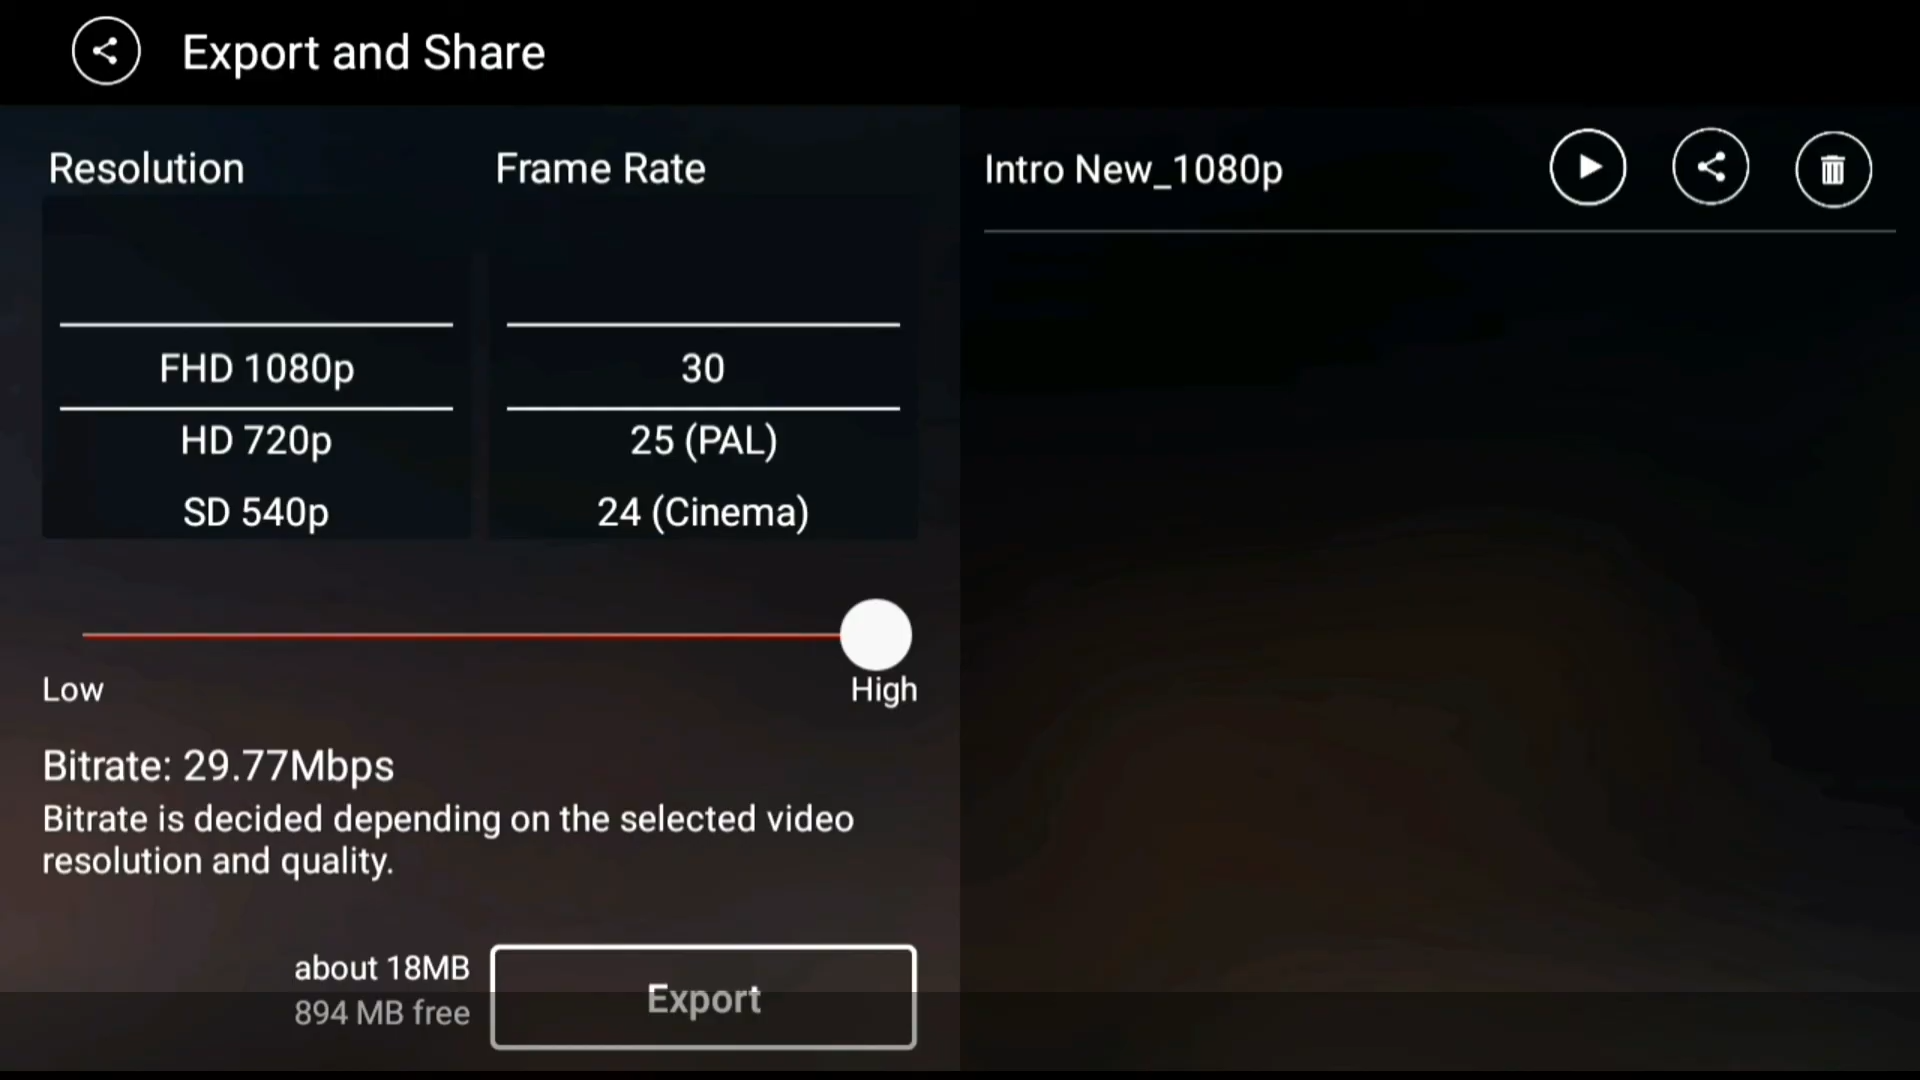 Export and Share
Resolution
Frame Rate
FHD 1080p
HD 720p
SD 540p
30
25 (PAL)
24 (Cinema)
Low
High
Bitrate: 29.77Mbps
Bitrate is decided depending on the selected video
resolution and quality.
about 18MB
894 MB free
Export
Intro New_1080p